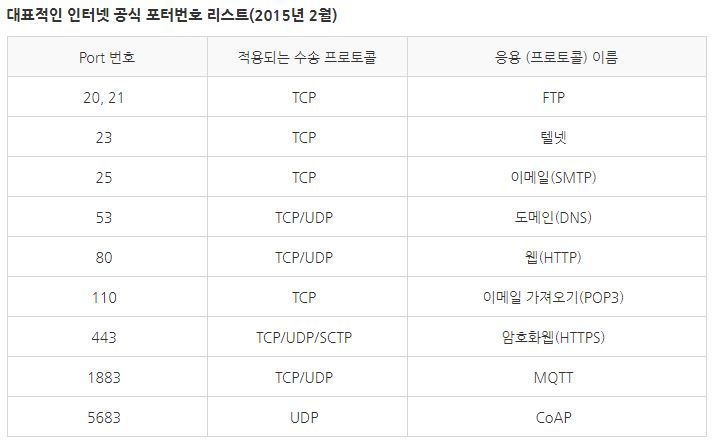 대표적인 인터넷 공식 포터번호 리스트(2015년 2월)
Port 번호 적용되는 수송 프로토콜 응용 (프로토콜) 이름
20, 21 TCP FTP
23 TCP 텔넷
25 TCP 이메일(SMTP)
53 TCP/UDP 도메인(DNS)
80 TCP/UDP 웹(HTTP)
110 TCP 이메일 가져오기(POP3)
443 TCP/UDP/SCTP 암호화웹(HTTPS)
1883 TCP/UDP MQTT
5683 UDP CoAP